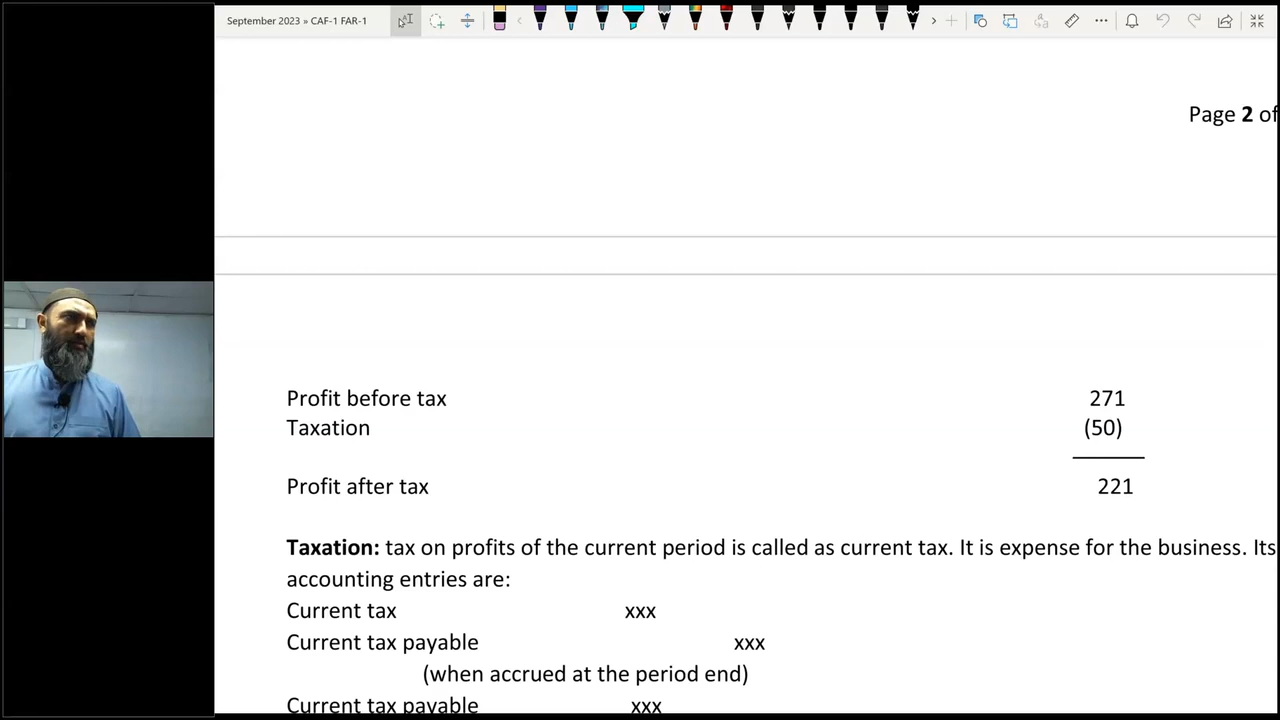 September 2023 » CAF-1 FAR-1
Page 2 of
Profit before tax 271
Taxation (50)
Profit after tax 221
Taxation: tax on profits of the current period is called as current tax. It is expense for the business. Its
accounting entries are:
Current tax xxx
Current tax payable xxx
(when accrued at the period end)
Current tax payable xxx